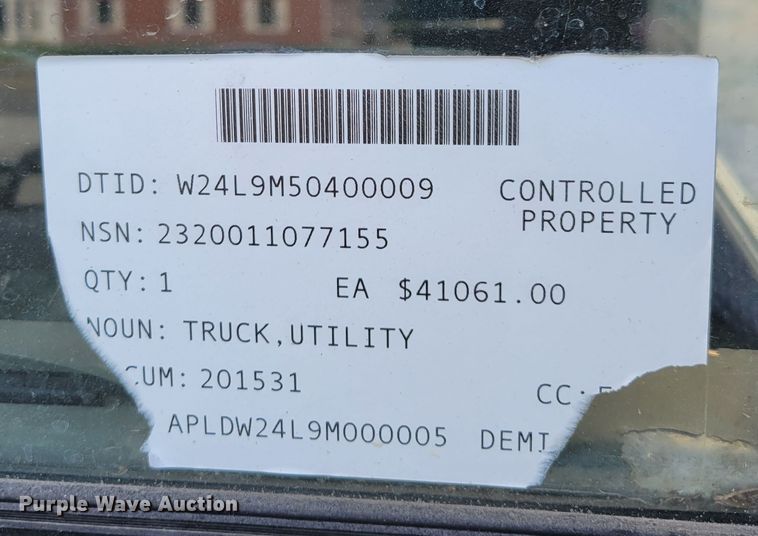 DTID: W24L9M50400009
CONTROLLED
PROPERTY
NSN: 2320011077155
QTY: 1 EA $41061.00
NOUN: TRUCK,UTILITY
CUM: 201531 CC:
APLDW24L9M000005
Purple Wave Auction